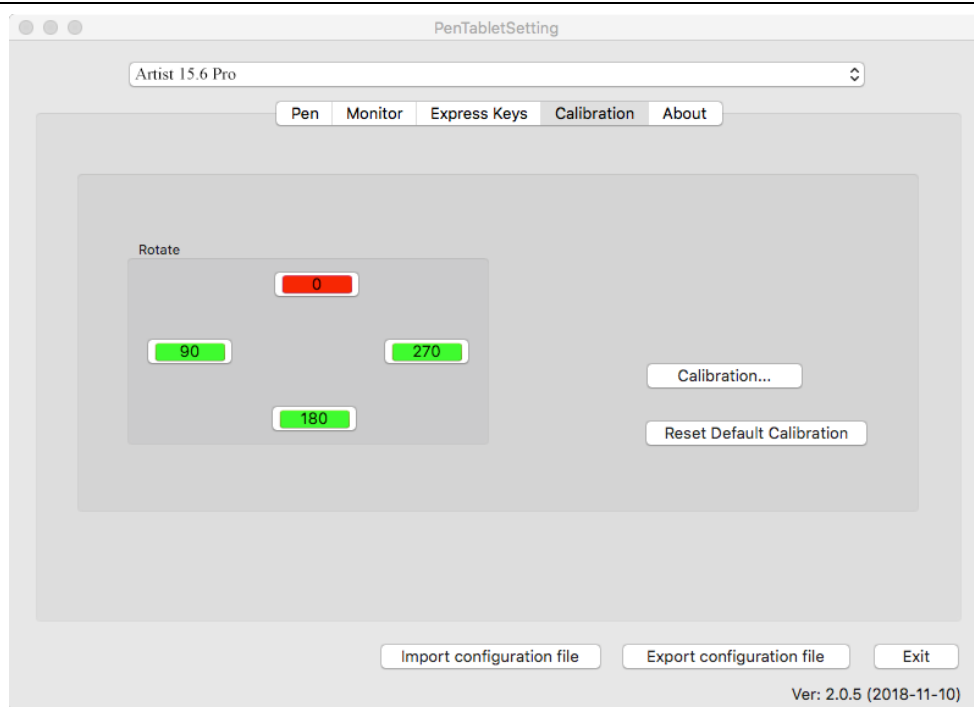 PenTabletSetting
Artist 15.6 Pro
Pen Monitor Express Keys Calibration About
Rotate
0
90 270
180
Calibration...
Reset Default Calibration
Import configuration file Export configuration file Exit
Ver: 2.0.5 (2018-11-10)